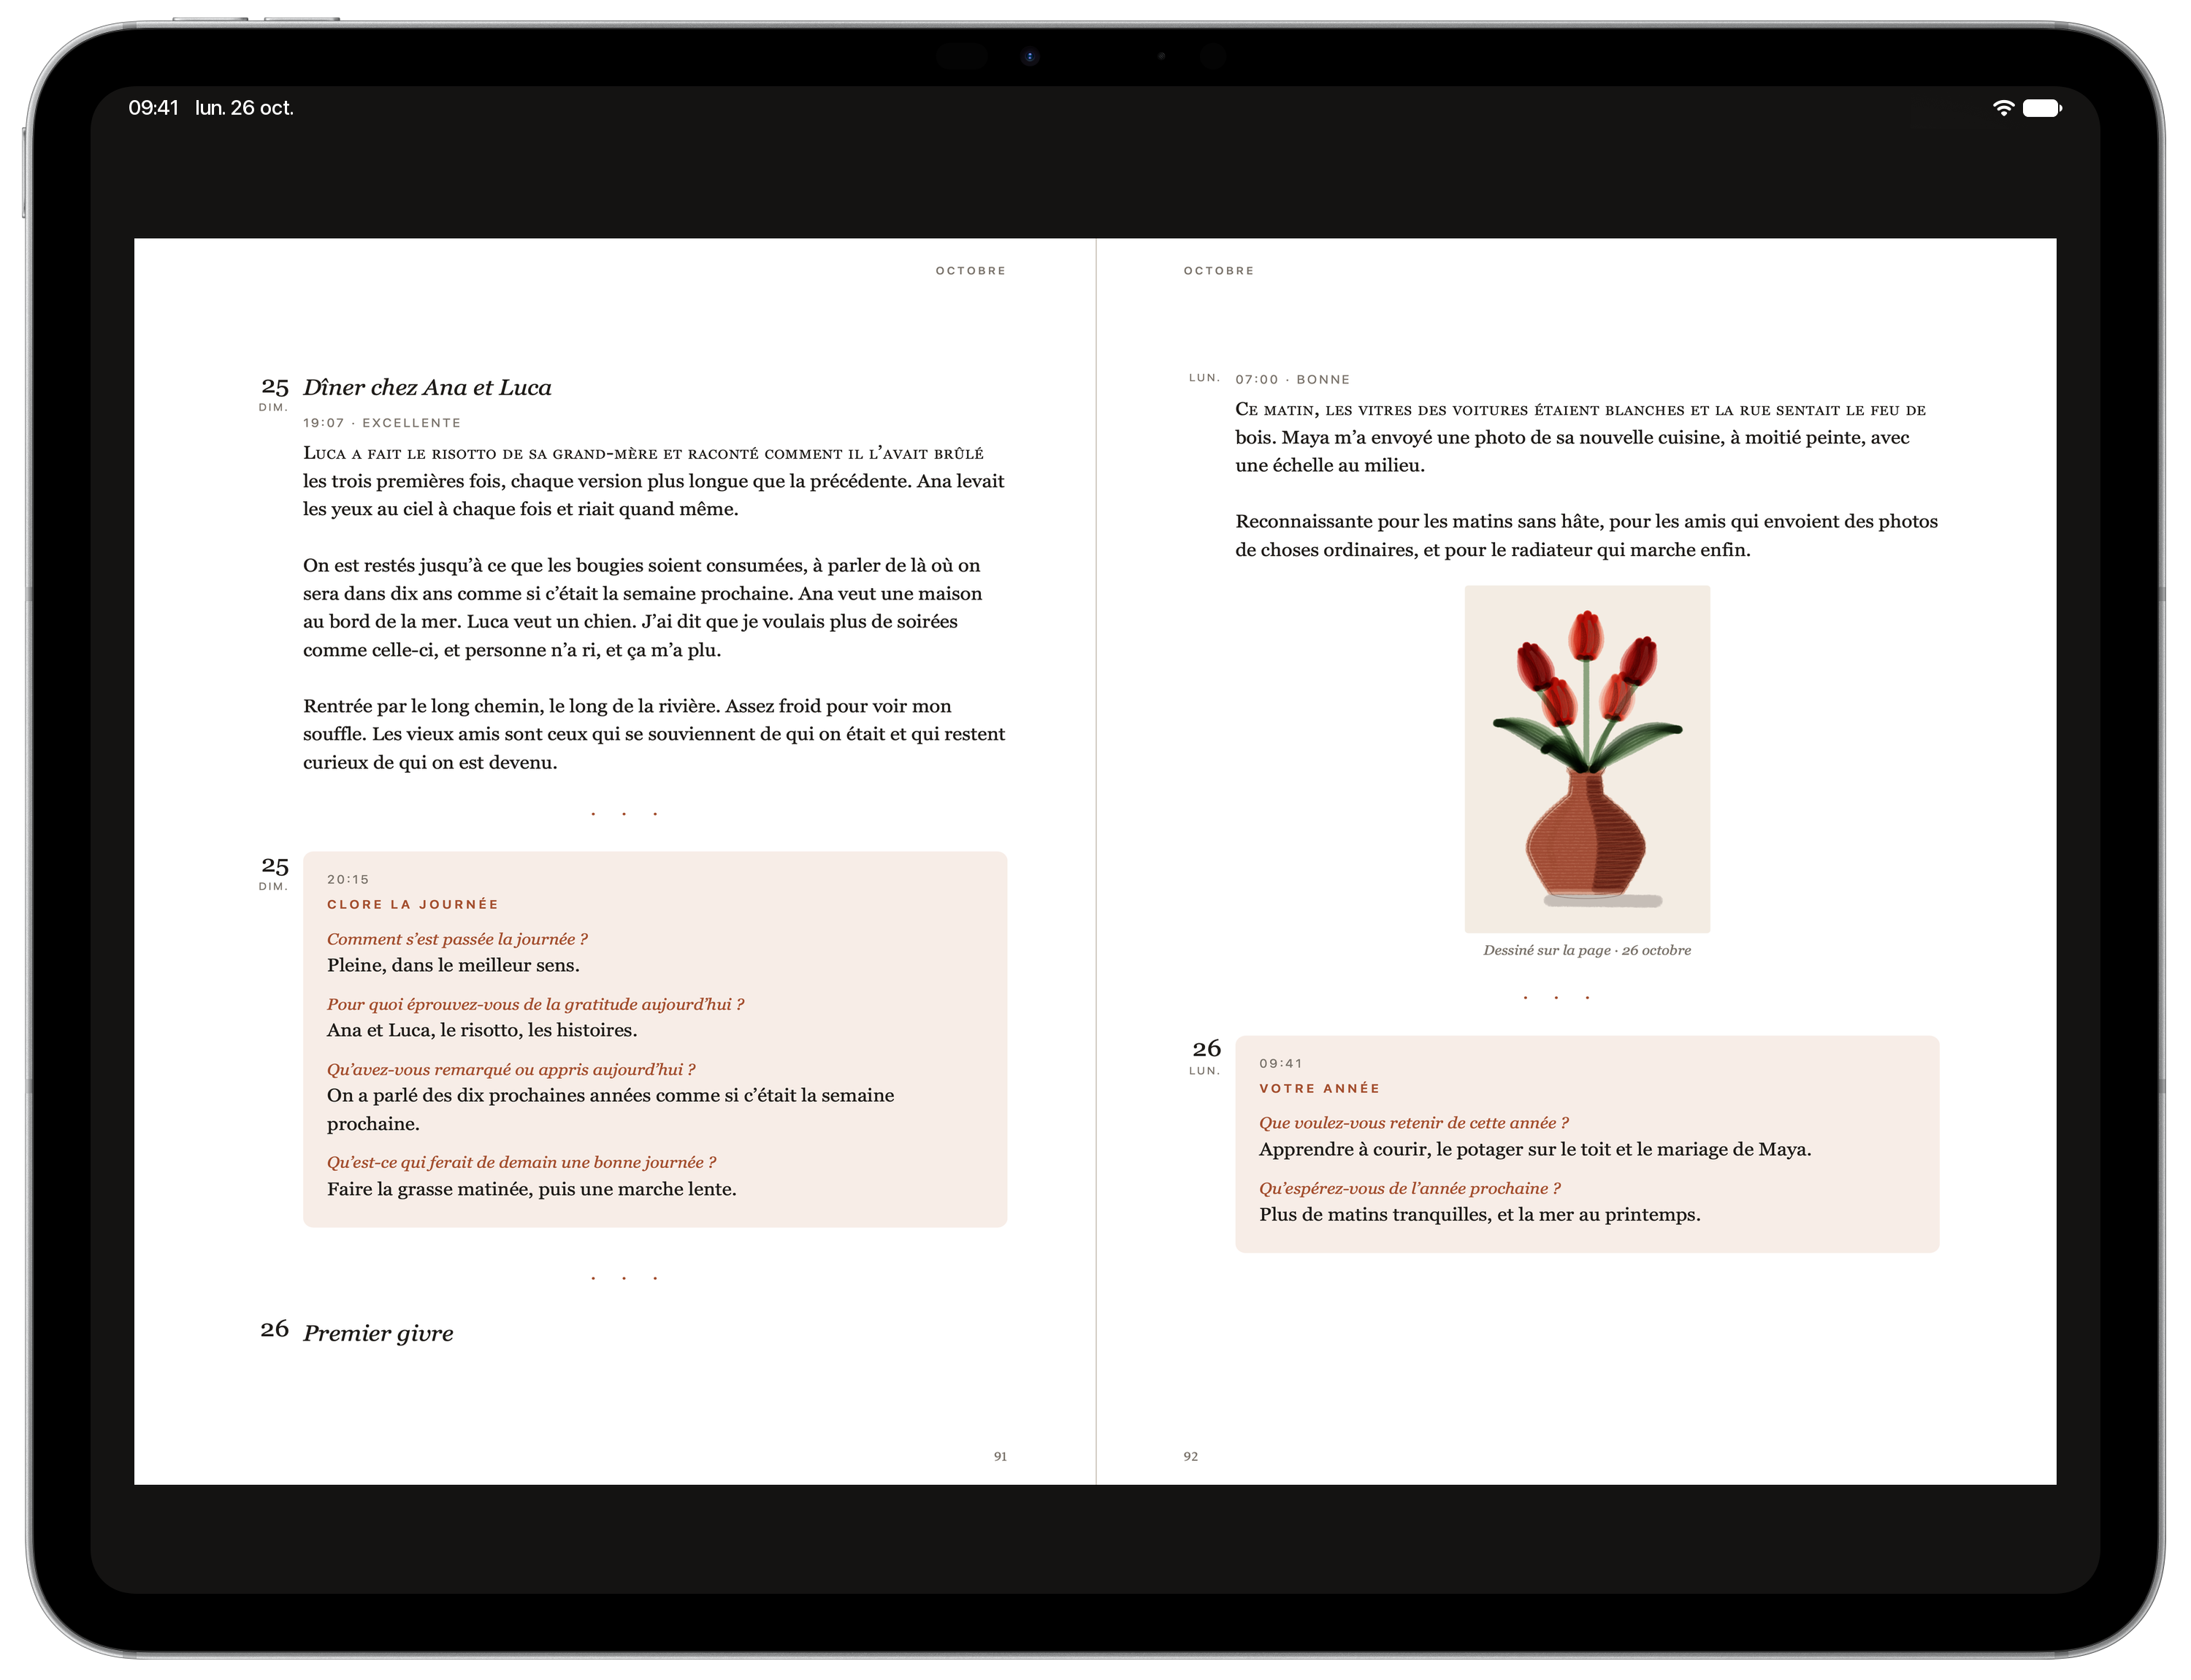 09:41 lun. 26 oct.
OCTOBRE
25 Dîner chez Ana et Luca
DIM.
19:07 · EXCELLENTE
Luca a fait le risotto de sa grand-mère et raconté comment il l’avait brûlé
les trois premières fois, chaque version plus longue que la précédente. Ana levait
les yeux au ciel à chaque fois et riait quand même.
On est restés jusqu’à ce que les bougies soient consumées, à parler de là où on
sera dans dix ans comme si c’était la semaine prochaine. Ana veut une maison
au bord de la mer. Luca veut un chien. J’ai dit que je voulais plus de soirées
comme celle-ci, et personne n’a ri, et ça m’a plu.
Rentrée par le long chemin, le long de la rivière. Assez froid pour voir mon
souffle. Les vieux amis sont ceux qui se souviennent de qui on était et qui restent
curieux de qui on est devenu.
· · ·
25
DIM.
20:15
CLORE LA JOURNÉE
Comment s’est passée la journée ?
Pleine, dans le meilleur sens.
Pour quoi éprouvez-vous de la gratitude aujourd’hui ?
Ana et Luca, le risotto, les histoires.
Qu’avez-vous remarqué ou appris aujourd’hui ?
On a parlé des dix prochaines années comme si c’était la semaine
prochaine.
Qu’est-ce qui ferait de demain une bonne journée ?
Faire la grasse matinée, puis une marche lente.
· · ·
26 Premier givre
91
OCTOBRE
LUN. 07:00 · BONNE
Ce matin, les vitres des voitures étaient blanches et la rue sentait le feu de
bois. Maya m’a envoyé une photo de sa nouvelle cuisine, à moitié peinte, avec
une échelle au milieu.
Reconnaissante pour les matins sans hâte, pour les amis qui envoient des photos
de choses ordinaires, et pour le radiateur qui marche enfin.
Dessiné sur la page · 26 octobre
· · ·
26
LUN.
09:41
VOTRE ANNÉE
Que voulez-vous retenir de cette année ?
Apprendre à courir, le potager sur le toit et le mariage de Maya.
Qu’espérez-vous de l’année prochaine ?
Plus de matins tranquilles, et la mer au printemps.
92